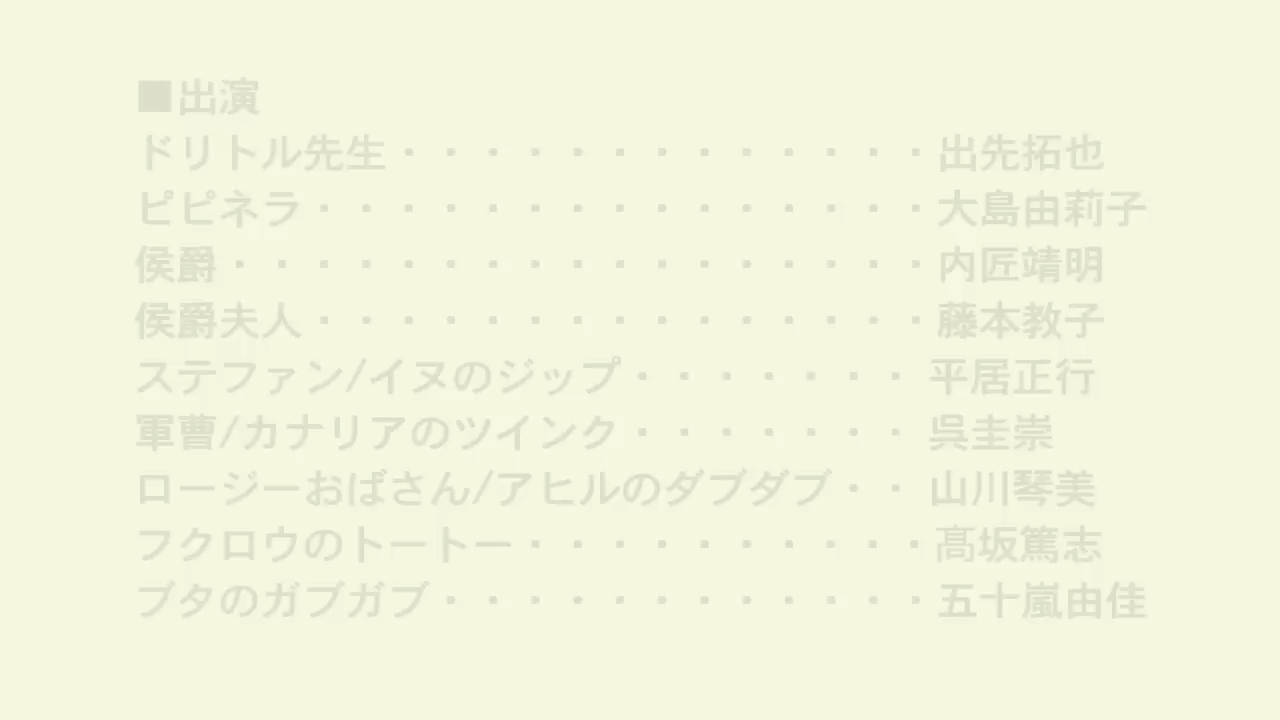 ■出演
ドリトル先生・・・・・・・・・・・・・出先拓也
ピピネラ・・・・・・・・・・・・・・・大島由莉子
侯爵・・・・・・・・・・・・・・・・・内匠靖明
侯爵夫人・・・・・・・・・・・・・・・藤本教子
ステファン/イヌのジップ・・・・・・・ 平居正行
軍曹/カナリアのツインク・・・・・・・ 呉圭崇
ロージーおばさん/アヒルのダブダブ・・ 山川琴美
フクロウのトートー・・・・・・・・・・髙坂篤志
ブタのガブガブ・・・・・・・・・・・・五十嵐由佳